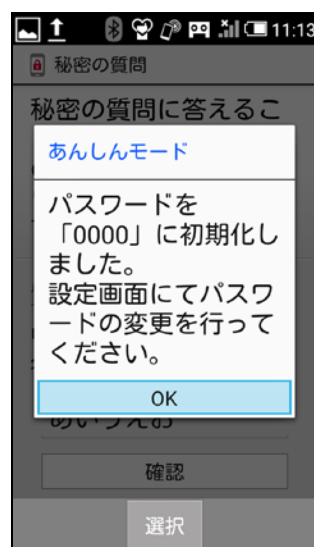 11:13
秘密の質問
秘密の質問に答えるこ
あんしんモード
パスワードを
「0000」に初期化し
ました。
設定画面にてパスワ
ードの変更を行って
ください。
OK
あいうえお
確認
選択